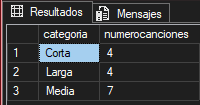 Resultados Mensajes
categoria numerocanciones
1 Corta 4
2 Larga 4
3 Media 7